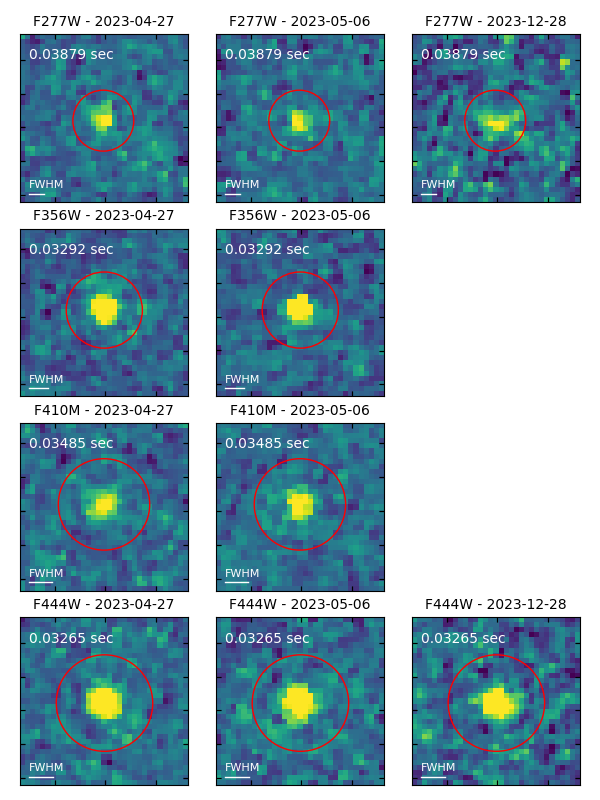 F277W - 2023-04-27
F277W - 2023-05-06
F277W - 2023-12-28
0.03879 sec
0.03879 sec
0.03879 sec
FWHM
FWHM
FWHM
F356W - 2023-04-27
F356W - 2023-05-06
0.03292 sec
0.03292 sec
FWHM
FWHM
F410M - 2023-04-27
F410M - 2023-05-06
0.03485 sec
0.03485 sec
FWHM
FWHM
F444W - 2023-04-27
F444W - 2023-05-06
F444W - 2023-12-28
0.03265 sec
0.03265 sec
0.03265 sec
FWHM
FWHM
FWHM